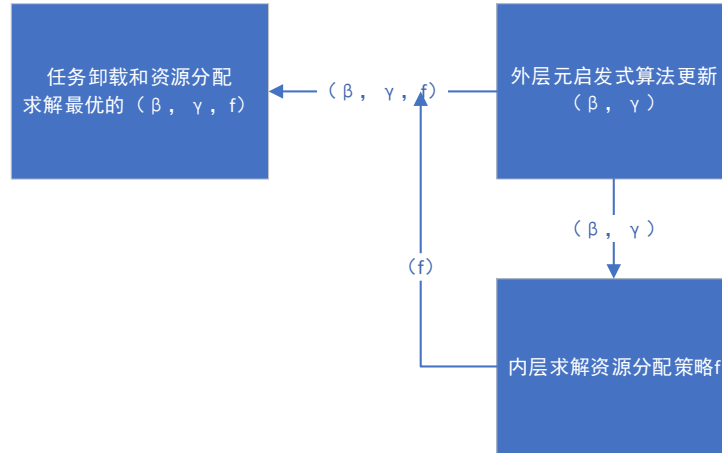 任务卸载和资源分配
求解最优的（β，γ，f）
（β，γ，f）
外层元启发式算法更新
（β，γ）
（β，γ）
（f）
内层求解资源分配策略f